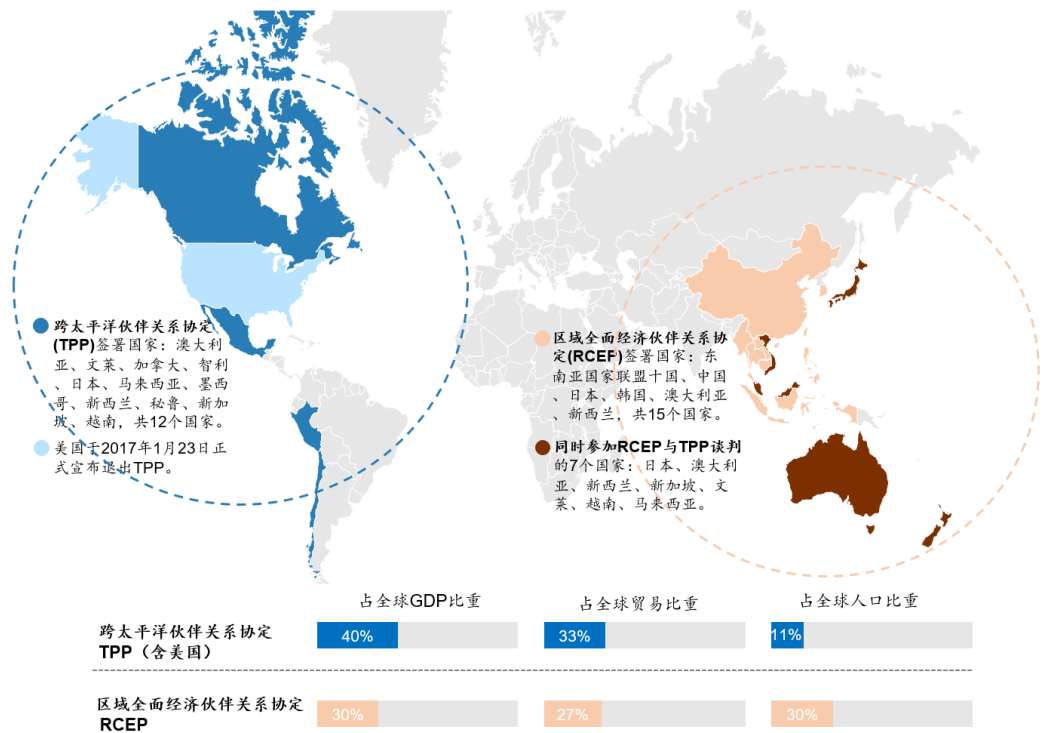 跨太平洋伙伴关系协定
(TPP)签署国家：澳大利
亚、文莱、加拿大、智利
、日本、马来西亚、墨西
哥、新西兰、秘鲁、新加
坡、越南，共12个国家。
美国于2017年1月23日正
式宣布退出TPP。
区域全面经济伙伴关系协
定(RCEP)签署国家：东
南亚国家联盟十国、中国
、日本、韩国、澳大利亚
、新西兰，共15个国家。
同时参加RCEP与TPP谈判
的7个国家：日本、澳大利
亚、新西兰、新加坡、文
莱、越南、马来西亚。
占全球GDP比重
占全球贸易比重
占全球人口比重
跨太平洋伙伴关系协定
TPP（含美国）
40%
33%
11%
区域全面经济伙伴关系协定
RCEP
30%
27%
30%